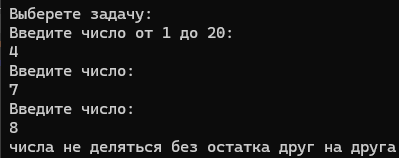 Выберете задачу:
Введите число от 1 до 20:
4
Введите число:
7
Введите число:
8
числа не деляться без остатка друг на друга